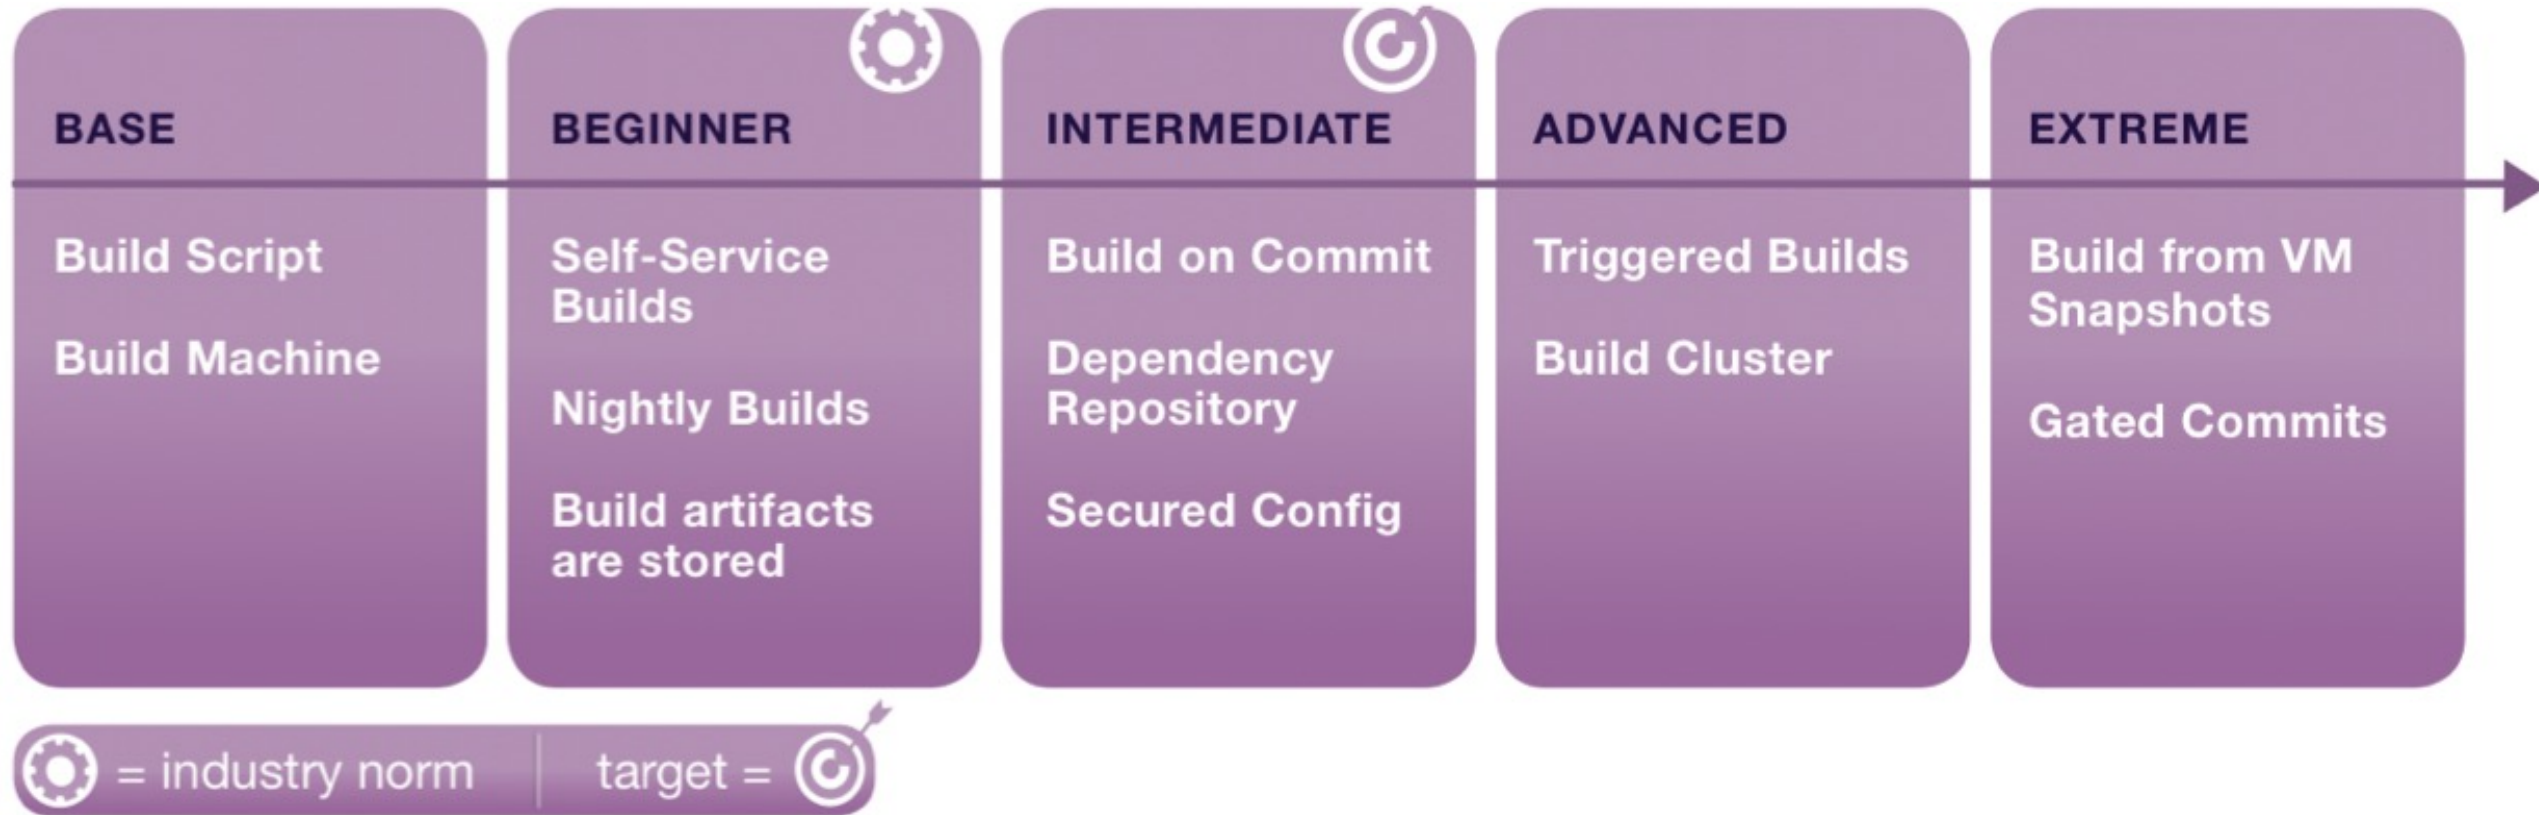 BASE
Build Script
Build Machine
BEGINNER
Self-Service
Builds
Nightly Builds
Build artifacts
are stored
INTERMEDIATE
Build on Commit
Dependency
Repository
Secured Config
ADVANCED
Triggered Builds
Build Cluster
EXTREME
Build from VM
Snapshots
Gated Commits
= industry norm
target =